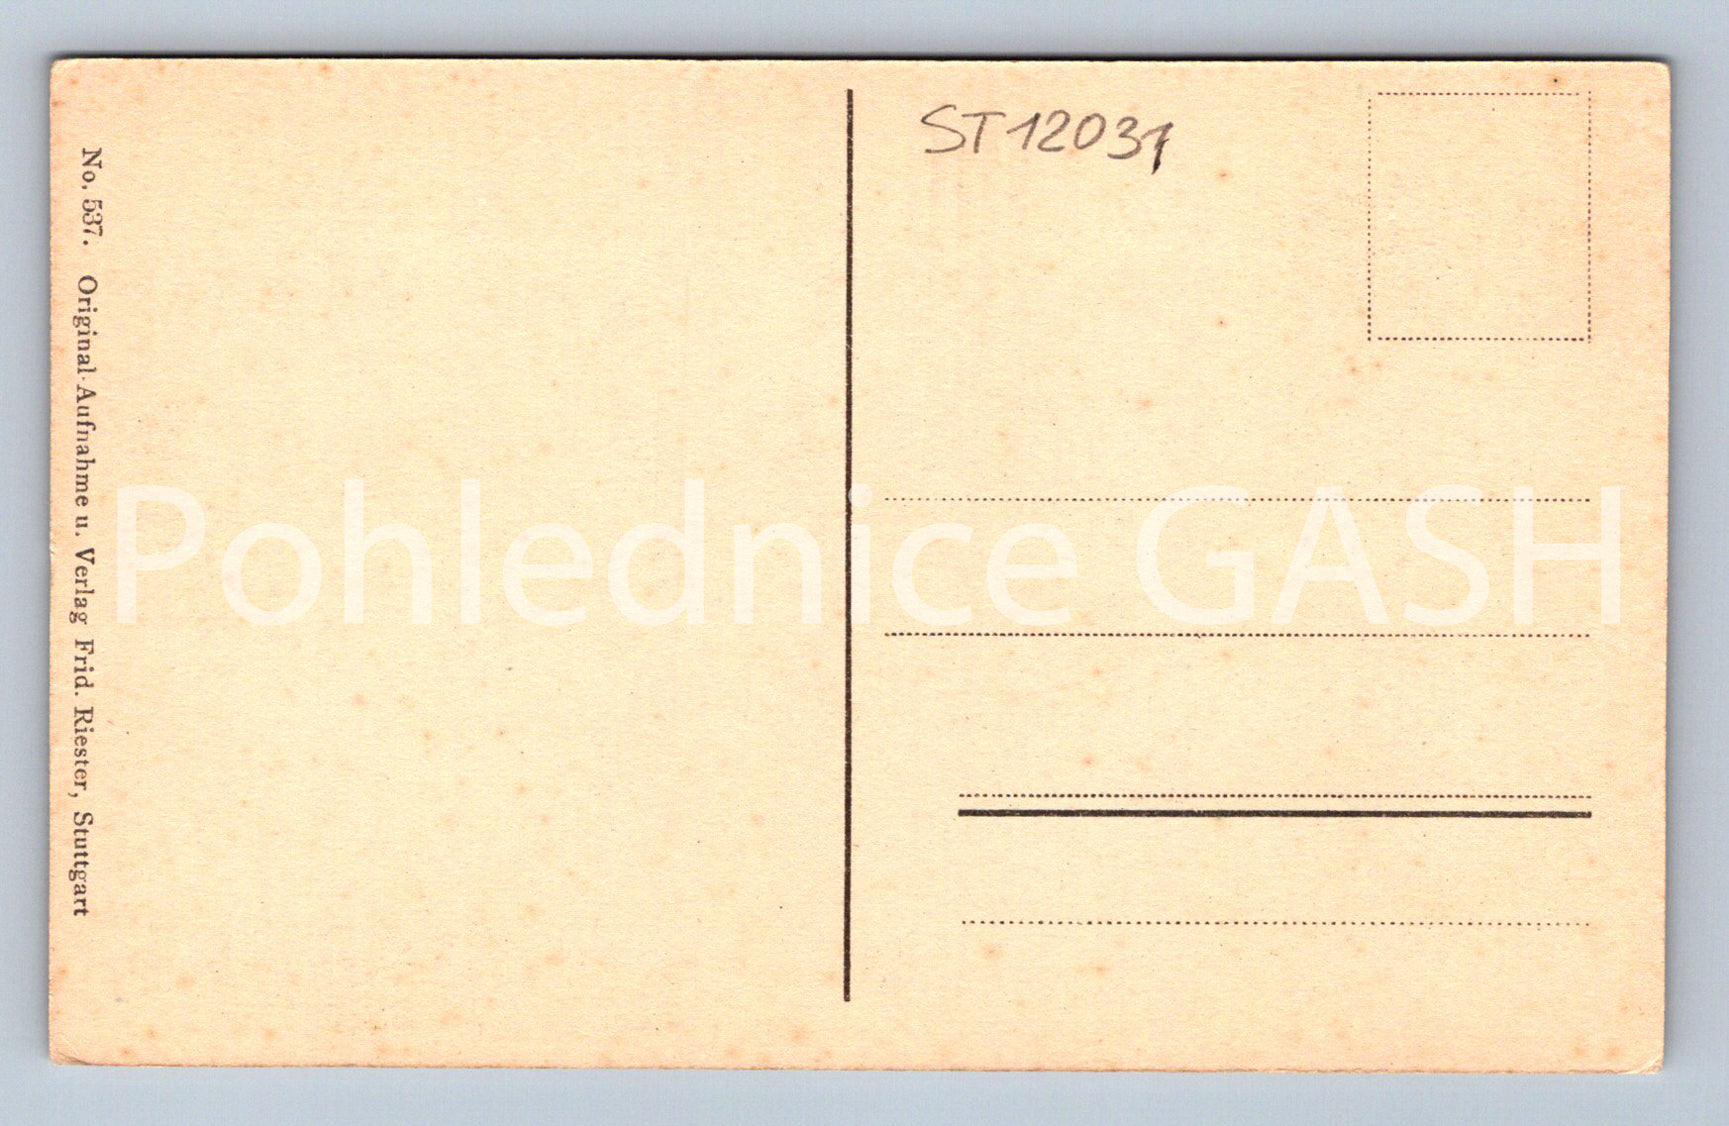 No. 537. Original-Aufnahme u. Verlag Frid. Riester, Stuttgart
ST12031
Pohlednice GASH